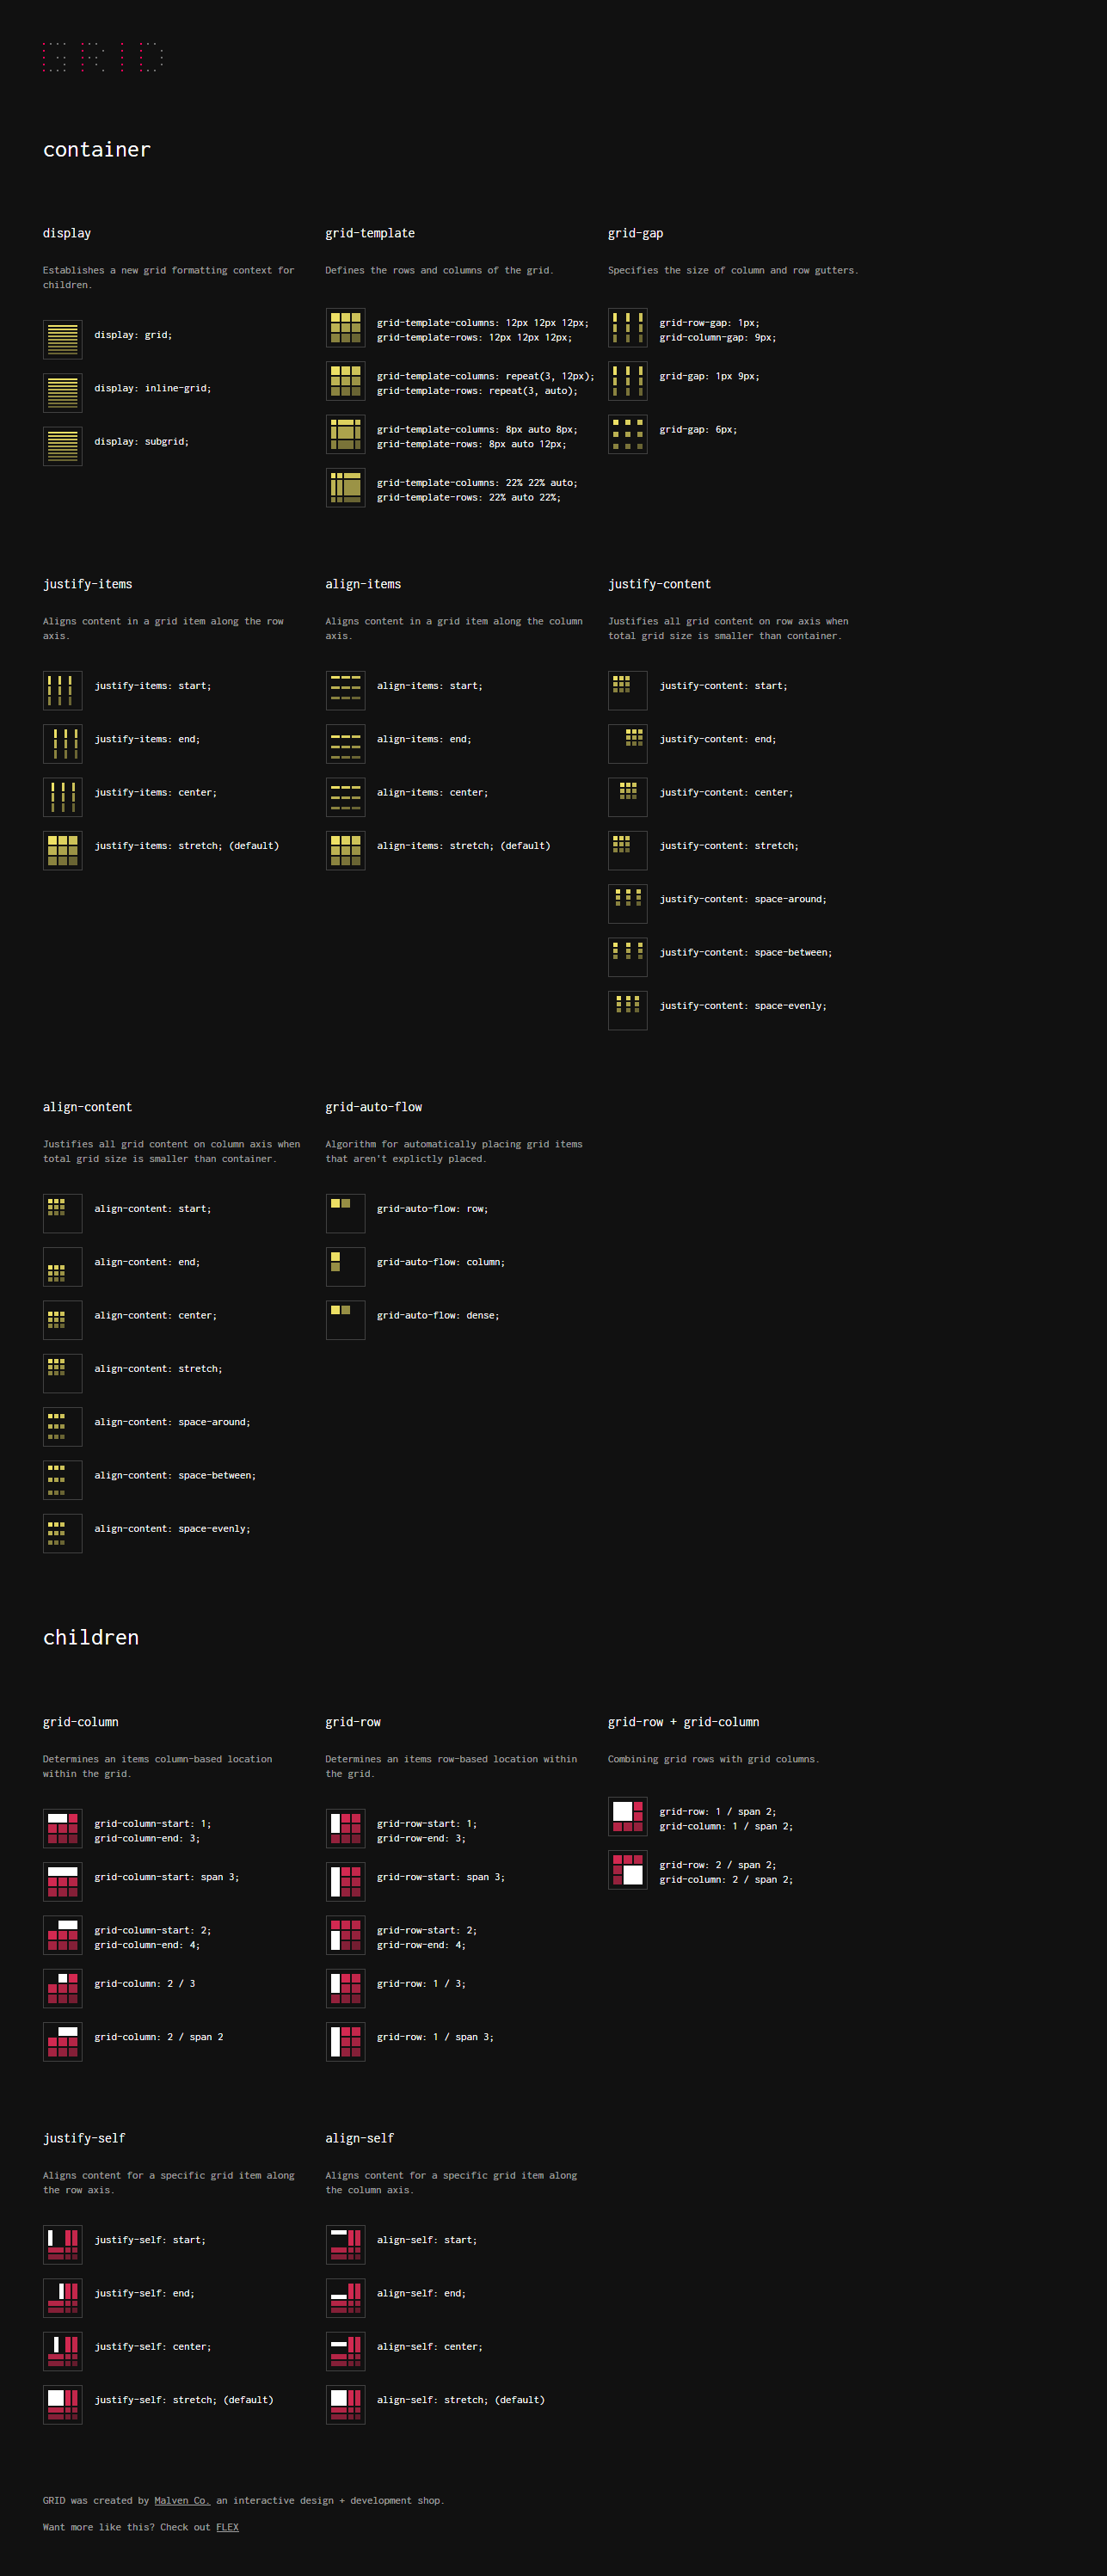 GRID
container
display
Establishes a new grid formatting context for
children.
display: grid;
display: inline-grid;
display: subgrid;
grid-template
Defines the rows and columns of the grid.
grid-template-columns: 12px 12px 12px;
grid-template-rows: 12px 12px 12px;
grid-template-columns: repeat(3, 12px);
grid-template-rows: repeat(3, auto);
grid-template-columns: 8px auto 8px;
grid-template-rows: 8px auto 12px;
grid-template-columns: 22% 22% auto;
grid-template-rows: 22% auto 22%;
grid-gap
Specifies the size of column and row gutters.
grid-row-gap: 1px;
grid-column-gap: 9px;
grid-gap: 1px 9px;
grid-gap: 6px;
justify-items
Aligns content in a grid item along the row
axis.
justify-items: start;
justify-items: end;
justify-items: center;
justify-items: stretch; (default)
align-items
Aligns content in a grid item along the column
axis.
align-items: start;
align-items: end;
align-items: center;
align-items: stretch; (default)
justify-content
Justifies all grid content on row axis when
total grid size is smaller than container.
justify-content: start;
justify-content: end;
justify-content: center;
justify-content: stretch;
justify-content: space-around;
justify-content: space-between;
justify-content: space-evenly;
align-content
Justifies all grid content on column axis when
total grid size is smaller than container.
align-content: start;
align-content: end;
align-content: center;
align-content: stretch;
align-content: space-around;
align-content: space-between;
align-content: space-evenly;
grid-auto-flow
Algorithm for automatically placing grid items
that aren't explictly placed.
grid-auto-flow: row;
grid-auto-flow: column;
grid-auto-flow: dense;
children
grid-column
Determines an items column-based location
within the grid.
grid-column-start: 1;
grid-column-end: 3;
grid-column-start: span 3;
grid-column-start: 2;
grid-column-end: 4;
grid-column: 2 / 3
grid-column: 2 / span 2
grid-row
Determines an items row-based location within
the grid.
grid-row-start: 1;
grid-row-end: 3;
grid-row-start: span 3;
grid-row-start: 2;
grid-row-end: 4;
grid-row: 1 / 3;
grid-row: 1 / span 3;
grid-row + grid-column
Combining grid rows with grid columns.
grid-row: 1 / span 2;
grid-column: 1 / span 2;
grid-row: 2 / span 2;
grid-column: 2 / span 2;
justify-self
Aligns content for a specific grid item along
the row axis.
justify-self: start;
justify-self: end;
justify-self: center;
justify-self: stretch; (default)
align-self
Aligns content for a specific grid item along
the column axis.
align-self: start;
align-self: end;
align-self: center;
align-self: stretch; (default)
GRID was created by Malven Co. an interactive design + development shop.
Want more like this? Check out FLEX